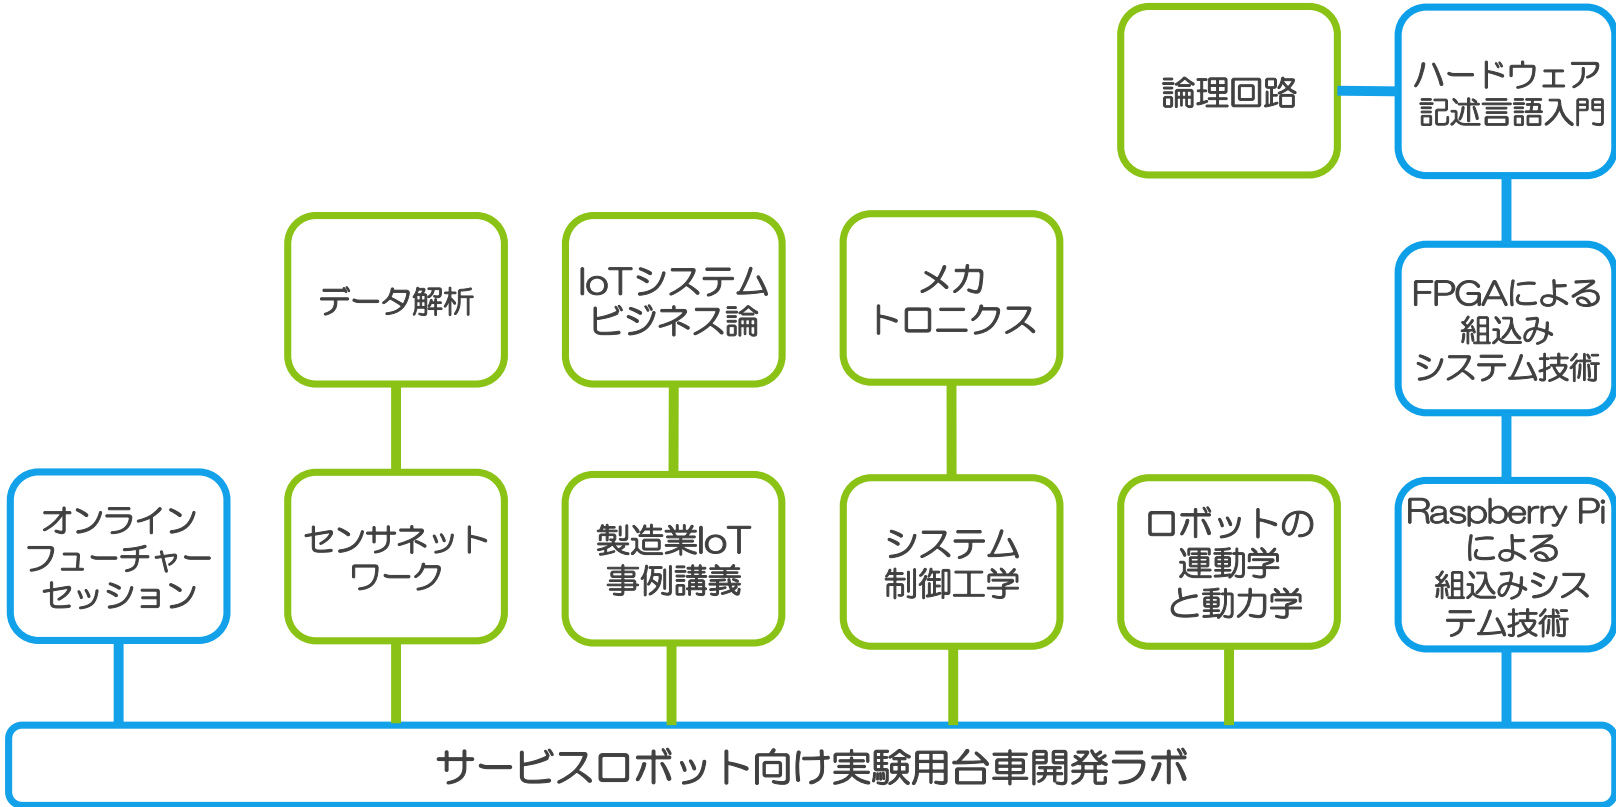 論理回路
ハードウェア
記述言語入門
データ解析
IoTシステム
ビジネス論
メカ
トロニクス
FPGAによる
組込み
システム技術
オンライン
フューチャー
セッション
センサネット
ワーク
製造業IoT
事例講義
システム
制御工学
ロボットの
運動学
と動力学
Raspberry Pi
による
組込みシス
テム技術
サービスロボット向け実験用台車開発ラボ